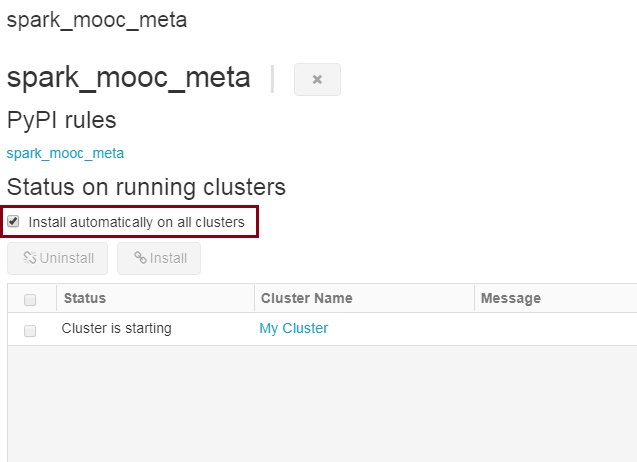 spark_mooc_meta
spark_mooc_meta
PyPI rules
spark_mooc_meta
Status on running clusters
Install automatically on all clusters
Uninstall Install
Status Cluster Name Message
Cluster is starting My Cluster